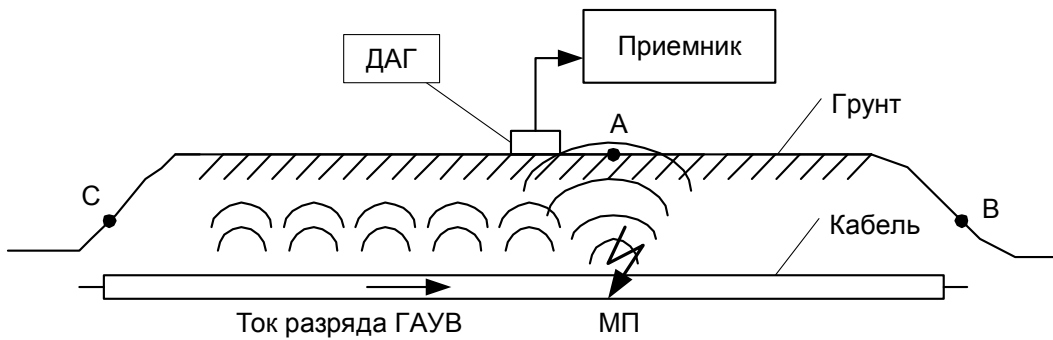 Приемник
ДАГ
Грунт
А
С
В
Кабель
Ток разряда ГАУВ
МП